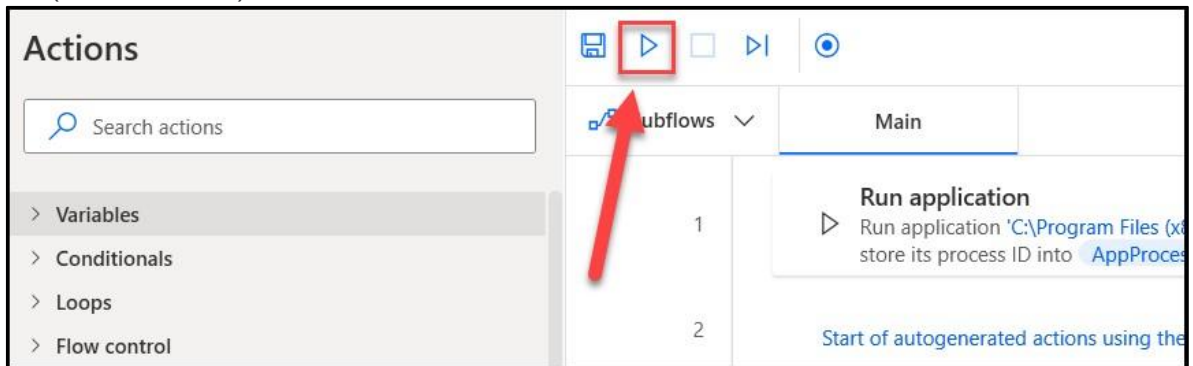 Actions
Search actions
Variables
Conditionals
Loops
Flow control
ubflows
Main
1
Run application
Run application 'C:\Program Files
store its process ID into
2
Start of autogenerated actions using the